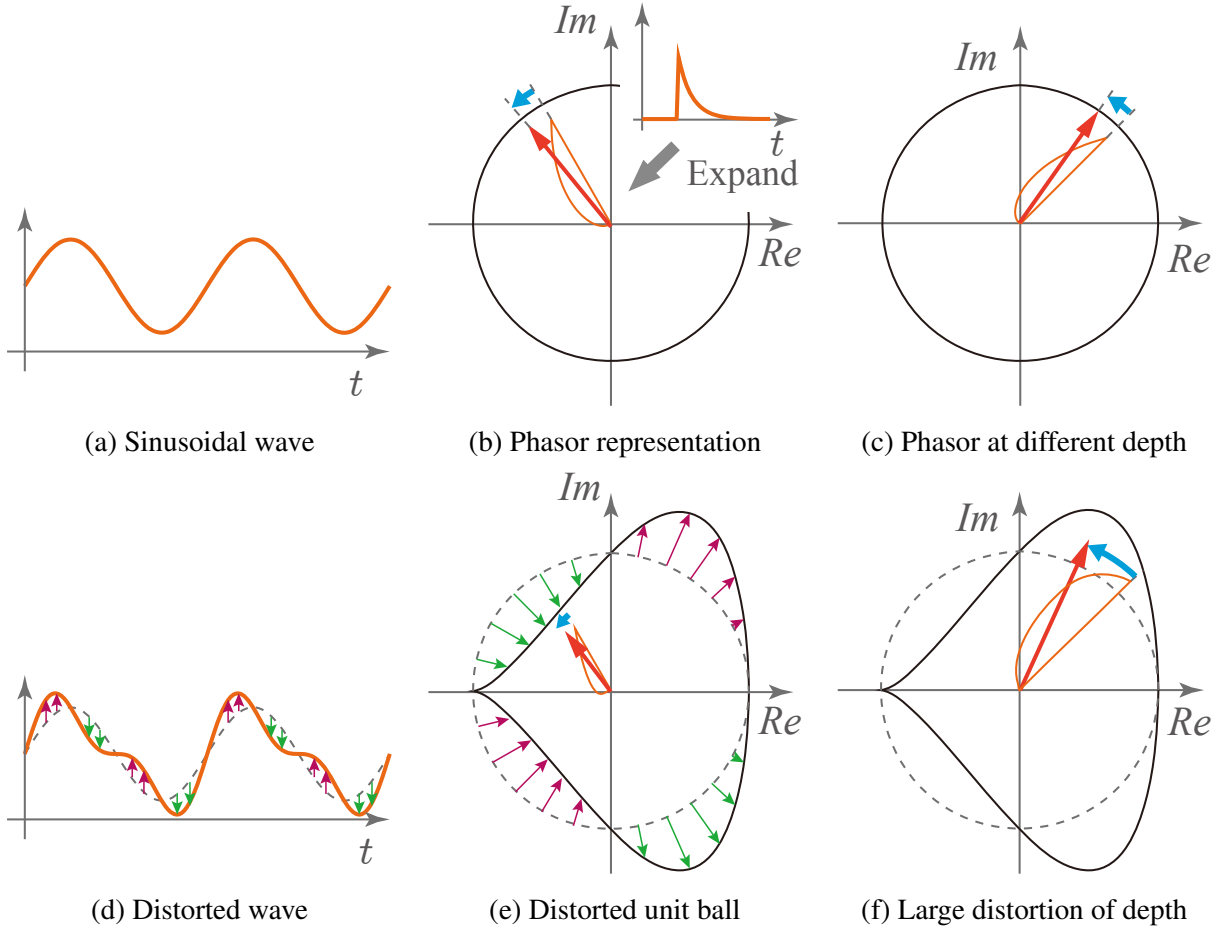 Im
t
Expand
Re
Im
Re
t
(a) Sinusoidal wave
(b) Phasor representation
(c) Phasor at different depth
Im
Re
Im
Re
t
(d) Distorted wave
(e) Distorted unit ball
(f) Large distortion of depth